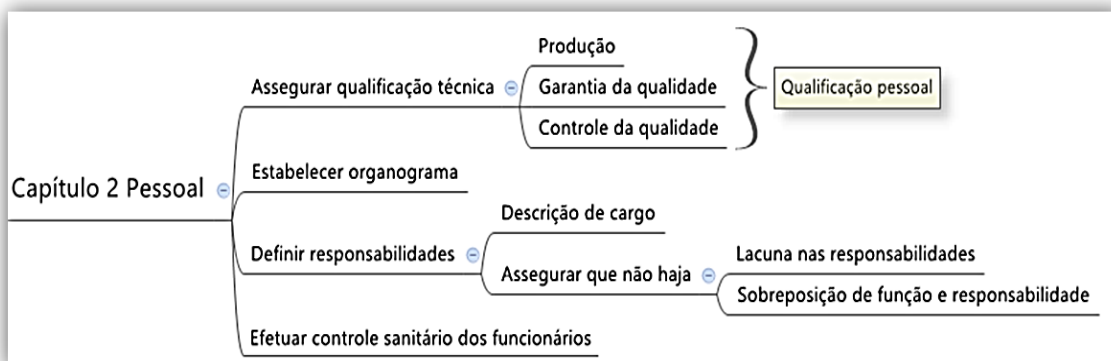 Capítulo 2 Pessoal
Assegurar qualificação técnica
Produção
Garantia da qualidade
Controle da qualidade
Qualificação pessoal
Estabelecer organograma
Definir responsabilidades
Descrição de cargo
Assegurar que não haja
Lacuna nas responsabilidades
Sobreposição de função e responsabilidade
Efetuar controle sanitário dos funcionários